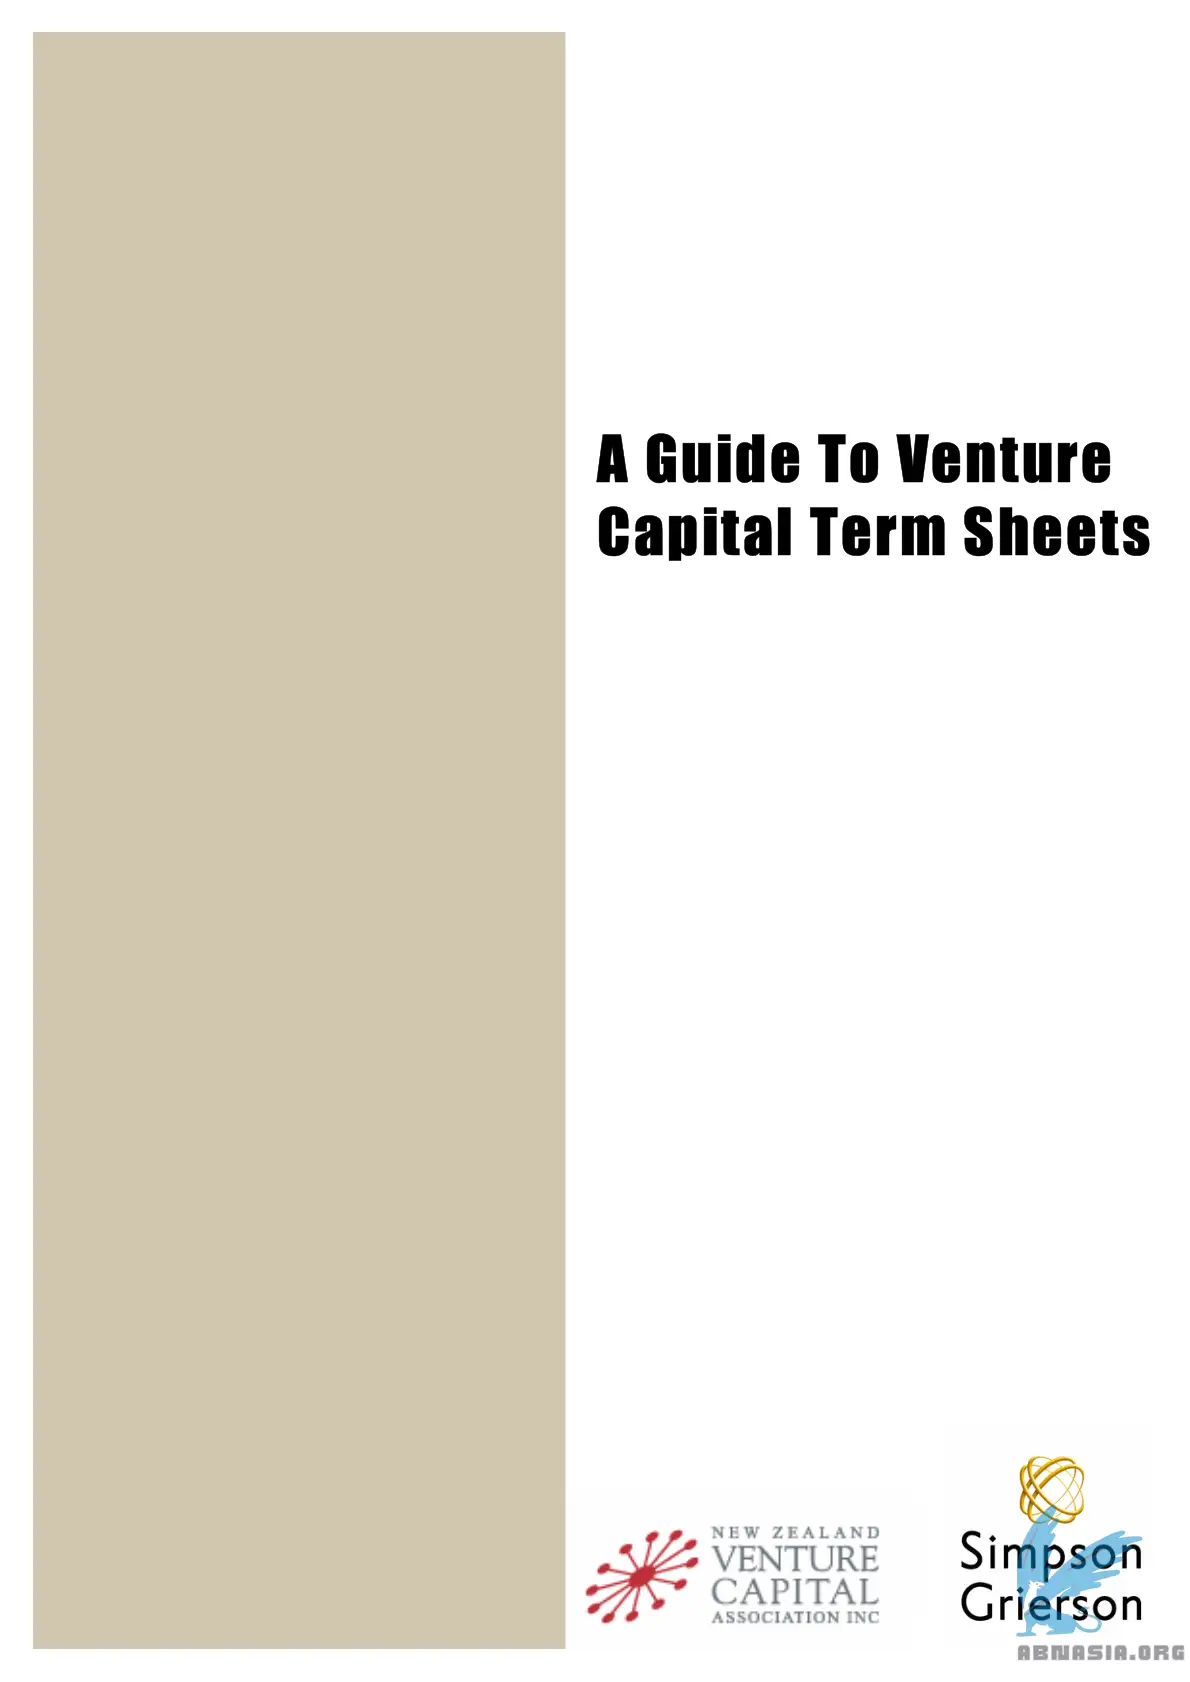 A Guide To Venture
Capital Term Sheets
NEW ZEALAND
VENTURE
CAPITAL
ASSOCIATION INC
Simpson
Grierson
ABNASIA.ORG